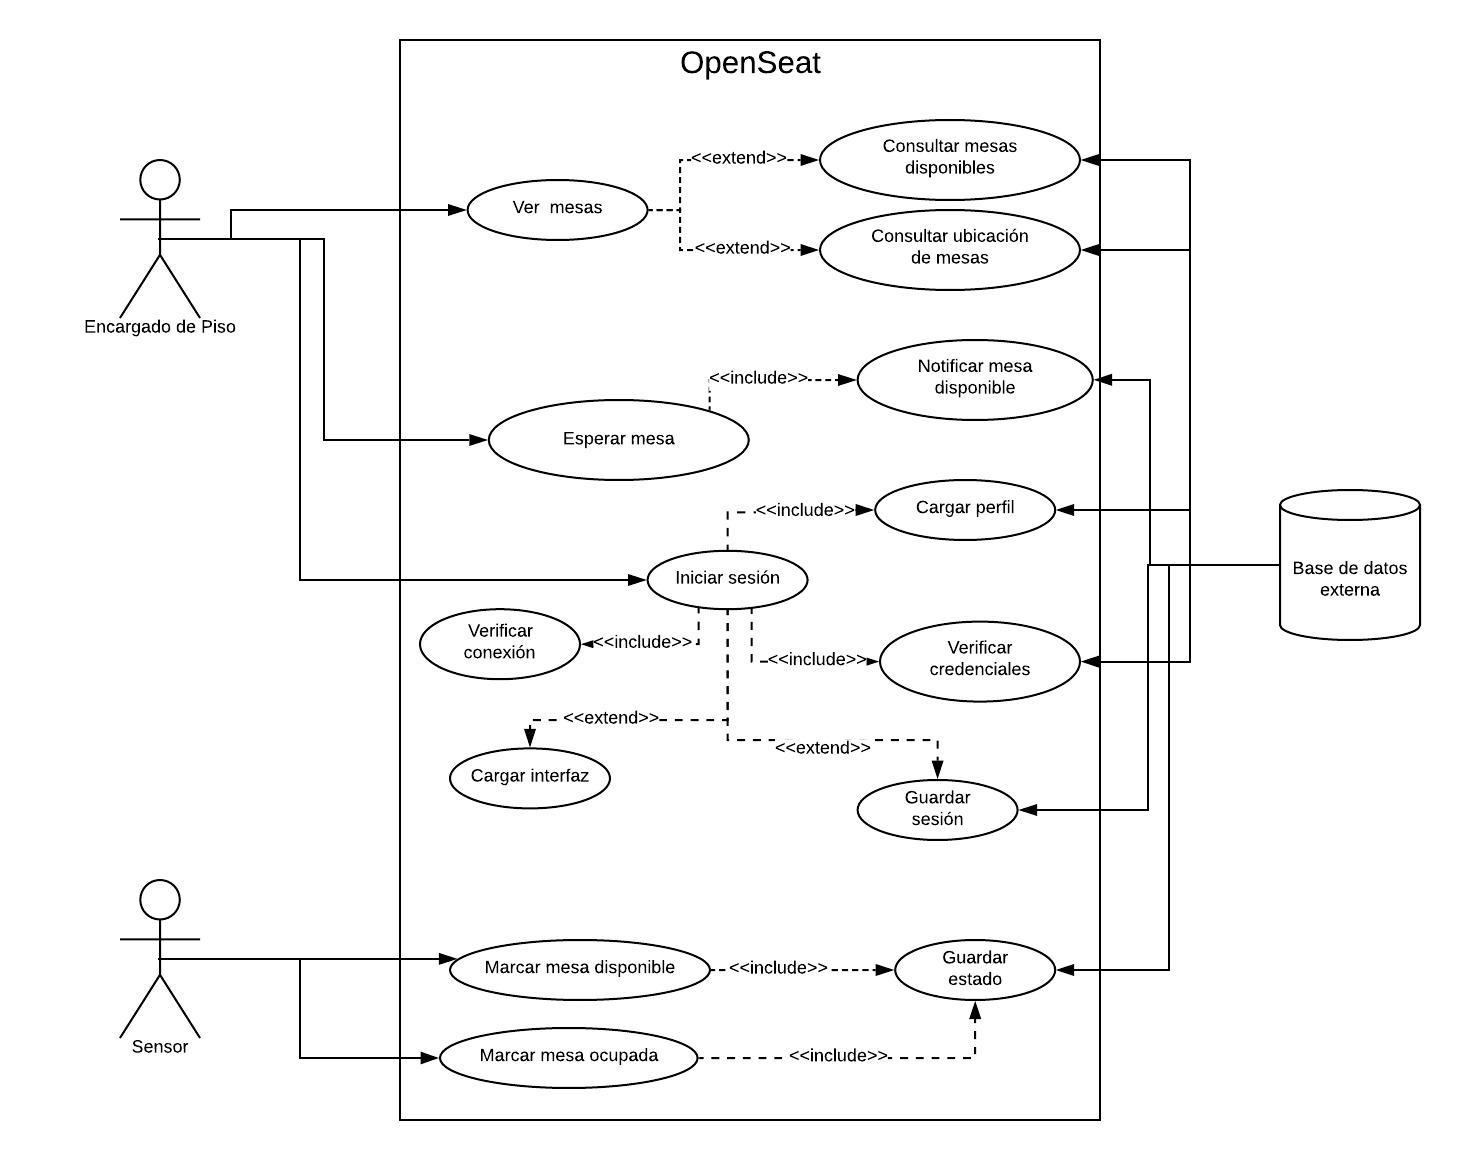 OpenSeat
Consultar mesas
disponibles
<<extend>>
Ver  mesas
Consultar ubicación
de mesas
<<extend>>
Encargado de Piso
Notificar mesa
disponible
<<include>>
Esperar mesa
Cargar perfil
<<include>>
Iniciar sesión
Base de datos
externa
Verificar
conexión
<<include>>
<<include>>
Verificar
credenciales
<<extend>>
<<extend>>
Cargar interfaz
Guardar
sesión
Marcar mesa disponible
<<include>>
Guardar
estado
Sensor
Marcar mesa ocupada
<<include>>